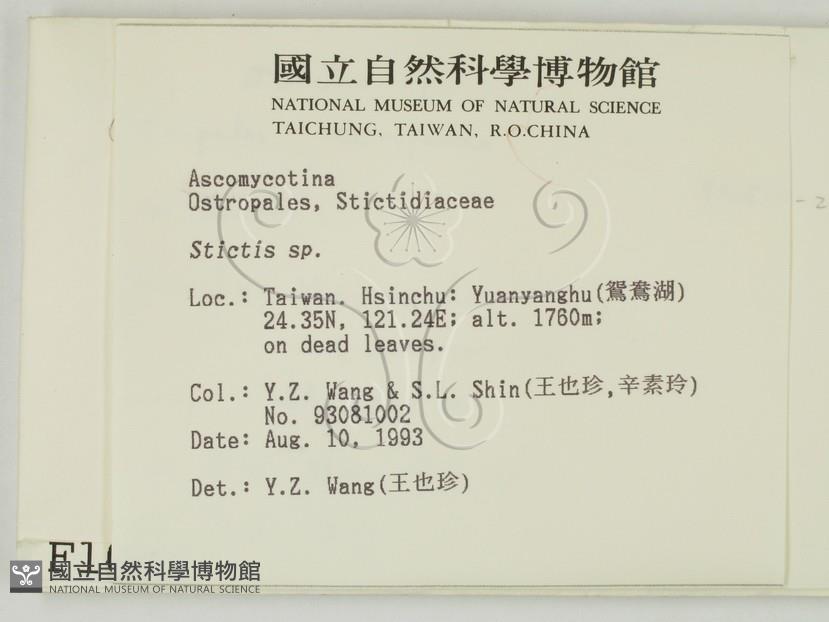 國立自然科學博物館
NATIONAL MUSEUM OF NATURAL SCIENCE
TAICHUNG, TAIWAN, R.O.CHINA
Ascomycotina
Ostropales, Stictidiaceae
Stictis sp.
Loc.: Taiwan. Hsinchu: Yuanyanghu(鴛鴦湖)
24.35N, 121.24E; alt. 1760m;
on dead leaves.
Col.: Y.Z. Wang & S.L. Shin(王也珍,辛素玲)
No. 93081002
Date: Aug. 10, 1993
Det.: Y.Z. Wang(王也珍)
國立自然科學博物館
NATIONAL MUSEUM OF NATURAL SCIENCE